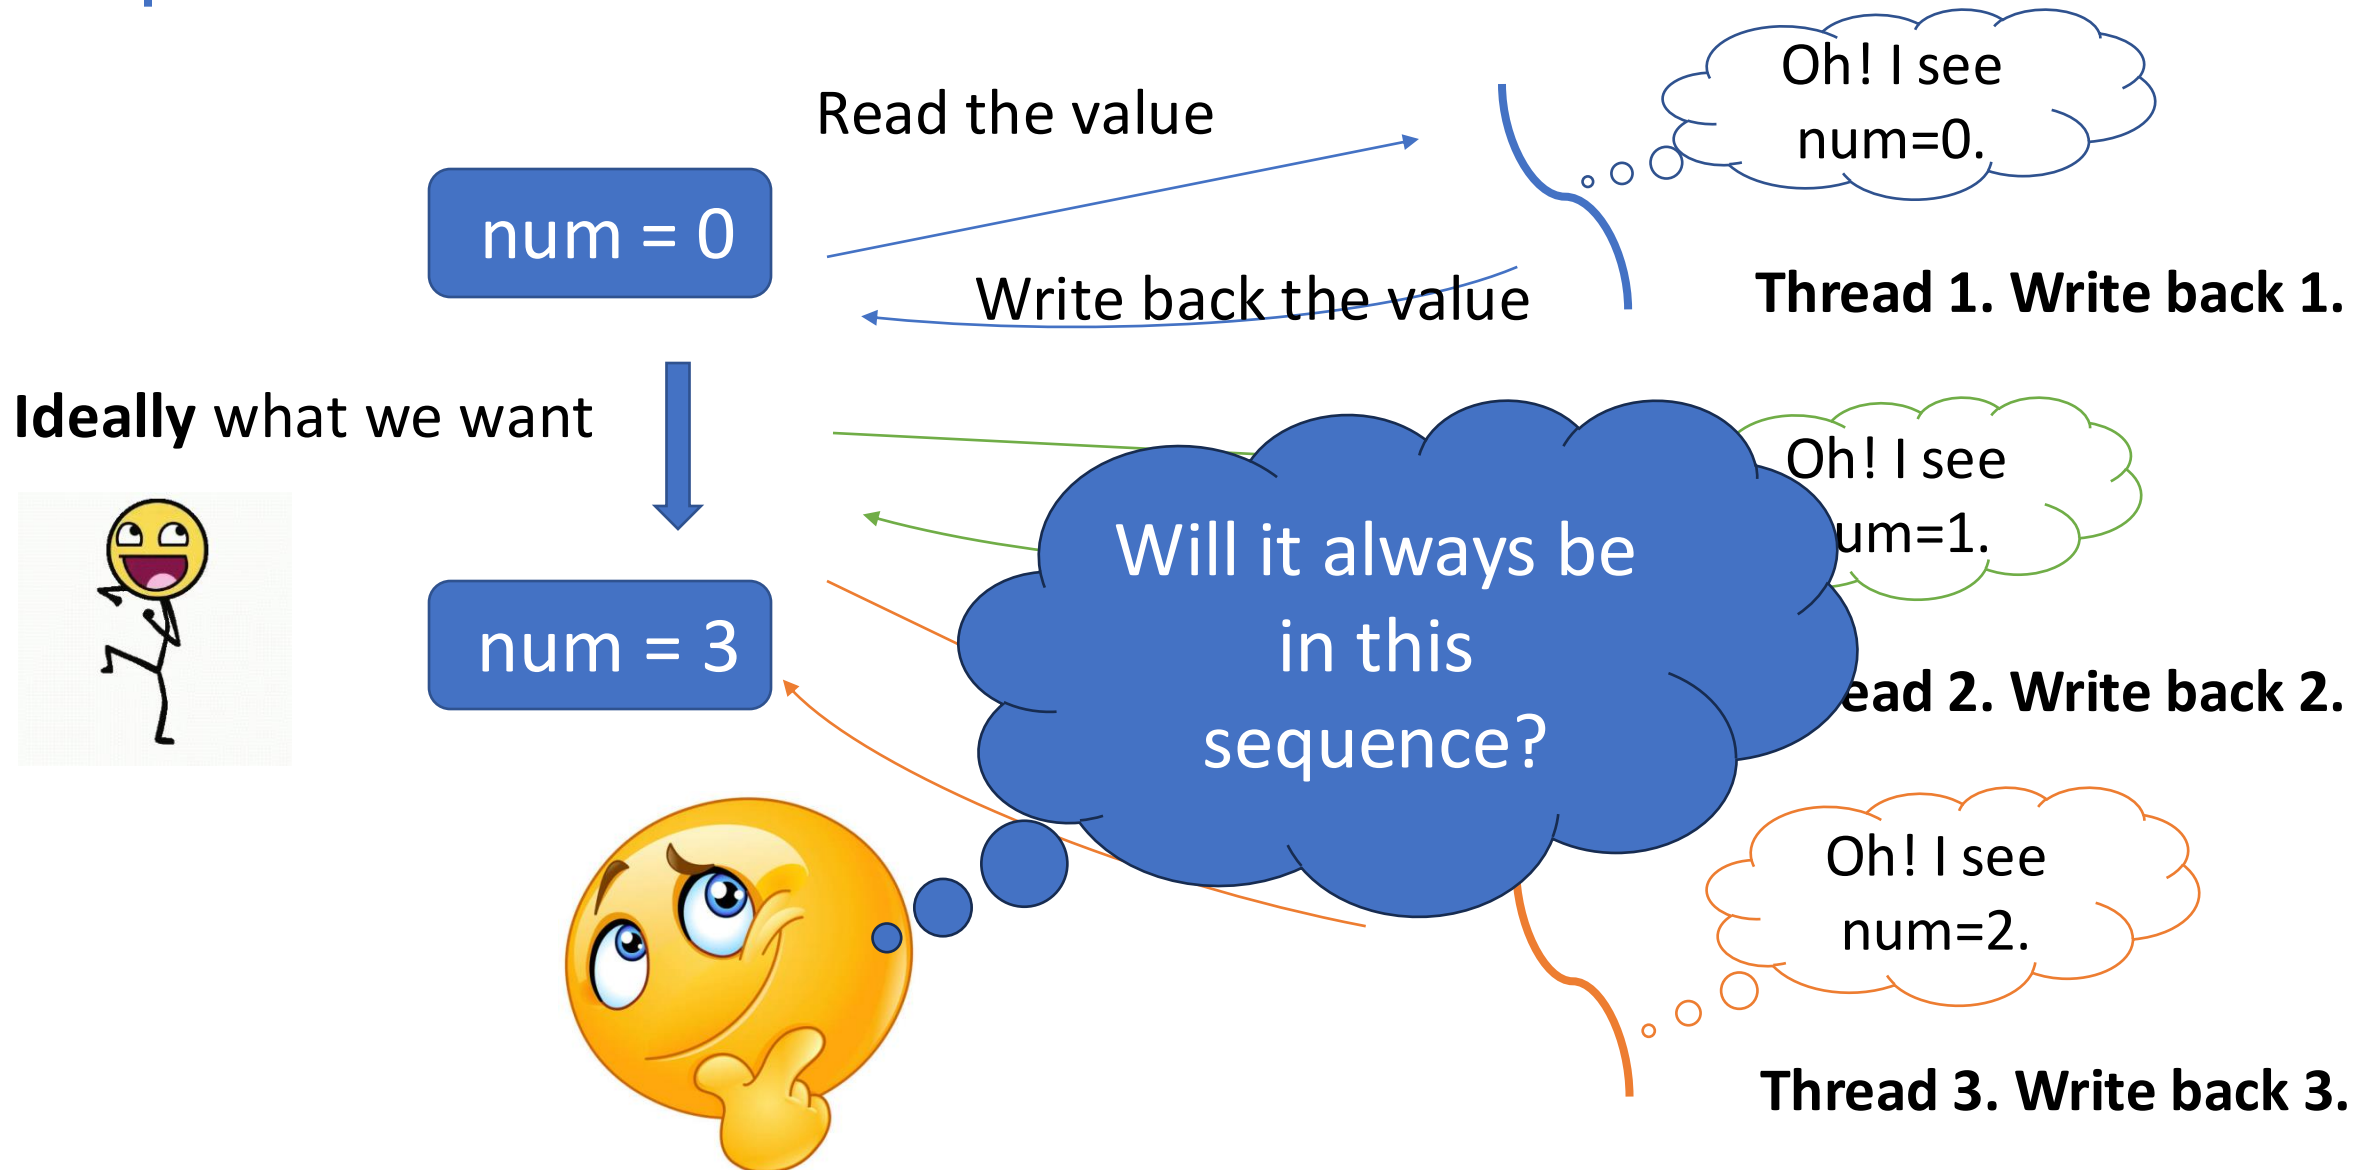 Read the value
Oh! I see
num=0.
num = 0
Write back the value
Thread 1. Write back 1.
Ideally what we want
Oh! I see
um=1.
Will it always be
in this
sequence?
num = 3
ead 2. Write back 2.
Oh! I see
num=2.
Thread 3. Write back 3.